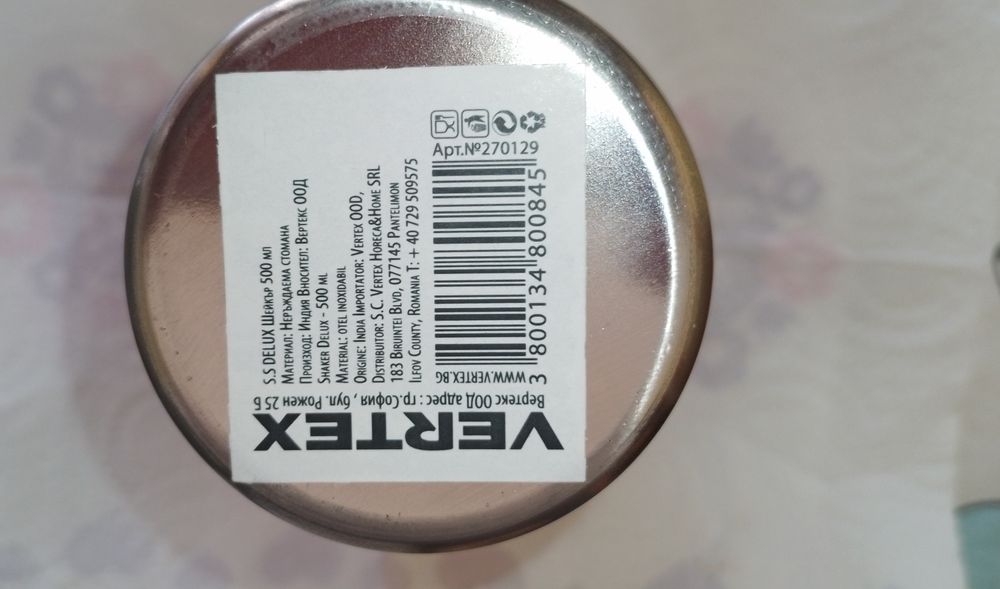 VERTEX
Вертекс ООД адрес : гр.София , бул. Рожен 25 Б
S.S DELUX Шейкър 500 мл
Материал: Неръждаема стомана
Произход: Индия Вносител: Вертекс ООД
Shaker Delux - 500 ml
Material: otel inoxidabil
Origine: India Importator: Vertex OOD,
Distribuitor: S.C. Vertex Horeca&Home SRL
183 Biruintei Blvd, 077145 Pantelimon
Ilfov County, Romania T: + 40 729 509575
Арт.№270129
3 800134 800845
WWW.VERTEX.BG